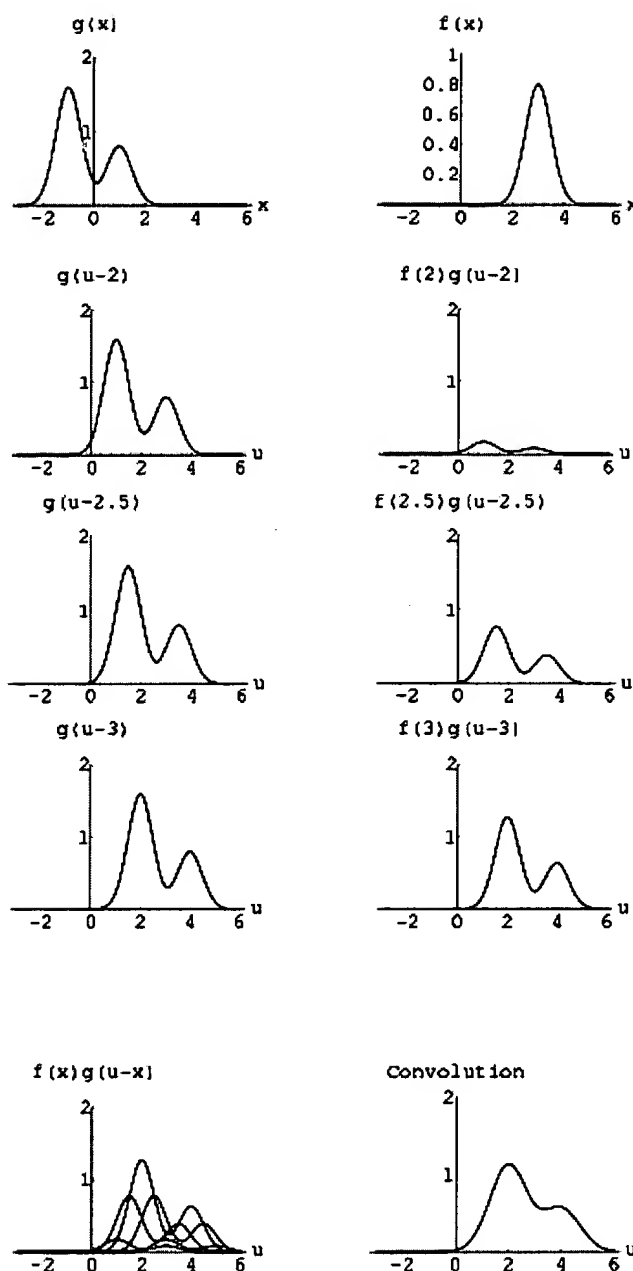 g(x]
f(x)
2
1
-2 0 2 4 6 x
1
0.8
0.6
0.4
0.2
-2 0 2 4 6 x
g(u-2)
f(2)g(u-2]
2
1
-2 0 2 4 6 u
2
1
-2 0 2 4 6 u
g(u-2.5)
f(2.5)g(u-2.5)
2
1
-2 0 2 4 6 u
2
1
-2 0 2 4 6 u
g(u-3)
f(3)g(u-3]
2
1
-2 0 2 4 6 u
2
1
-2 0 2 4 6 u
f(x)g(u-x]
Convolution
2
1
-2 0 2 4 6 u
2
1
-2 0 2 4 6 u